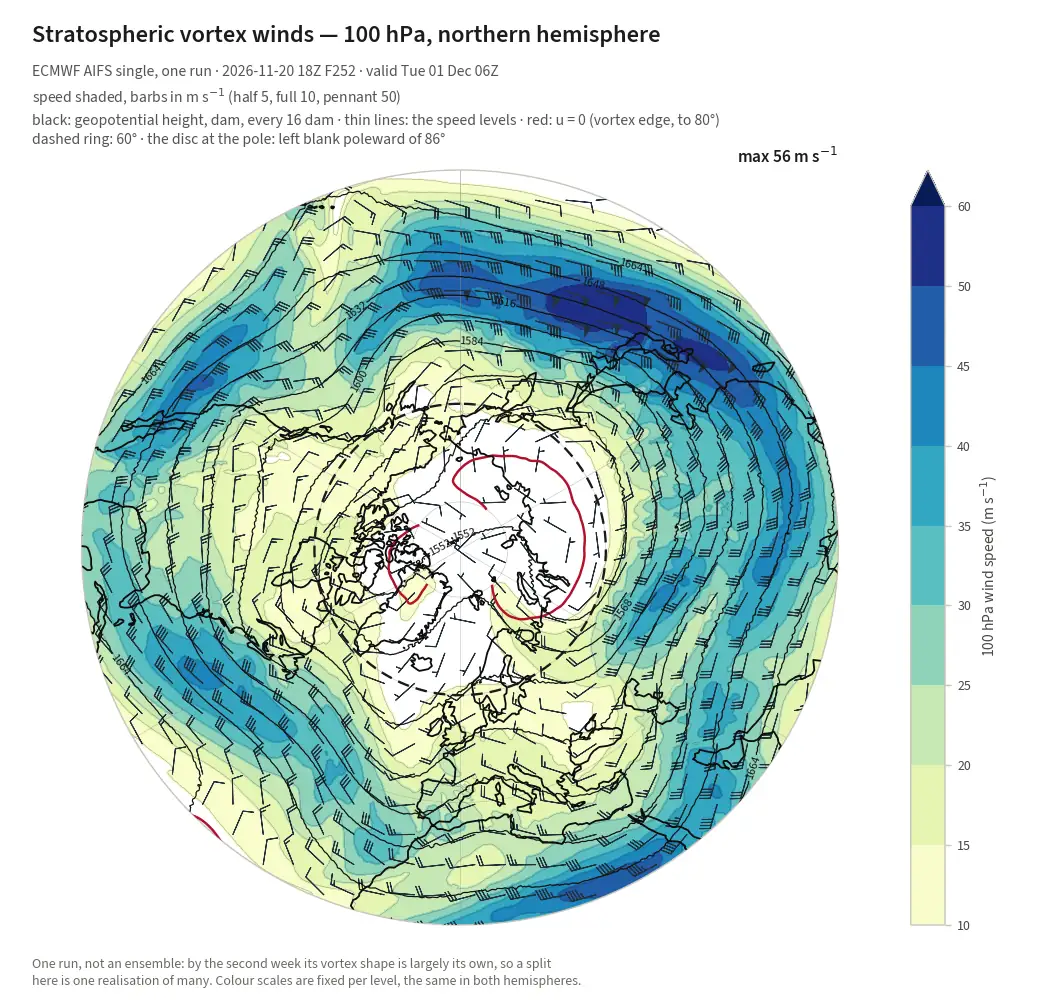 Stratospheric vortex winds — 100 hPa, northern hemisphere
ECMWF AIFS single, one run · 2026-11-20 18Z F252 · valid Tue 01 Dec 06Z
speed shaded, barbs in m s⁻¹ (half 5, full 10, pennant 50)
black: geopotential height, dam, every 16 dam · thin lines: the speed levels · red: u = 0 (vortex edge, to 80°)
dashed ring: 60° · the disc at the pole: left blank poleward of 86°
max 56 m s⁻¹
60
50
45
40
35
30
25
20
15
10
100 hPa wind speed (m s⁻¹)
1664
1648
1616
1632
1584
1600
1664
1552
1552
1568
1664
One run, not an ensemble: by the second week its vortex shape is largely its own, so a split
here is one realisation of many. Colour scales are fixed per level, the same in both hemispheres.